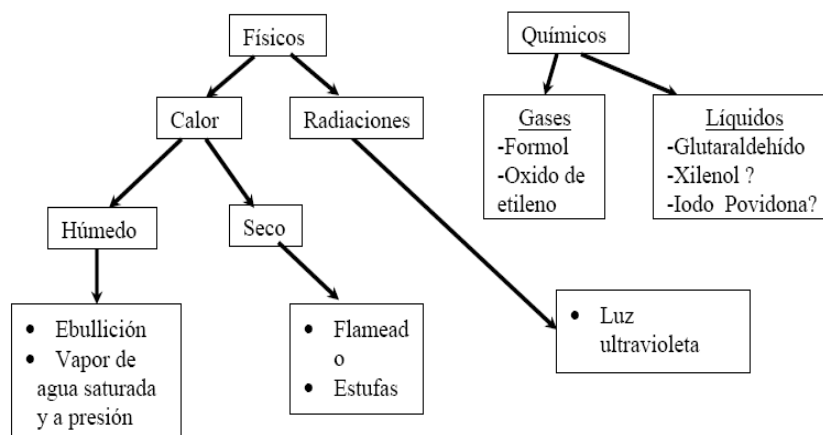 Físicos
Químicos
Calor
Radiaciones
Gases
-Formol
-Oxido de
etileno
Líquidos
-Glutaraldehído
-Xilenol ?
-Iodo Povidona?
Húmedo
Seco
• Ebullición
• Vapor de
agua saturada
y a presión
• Flamead
o
• Estufas
• Luz
ultravioleta